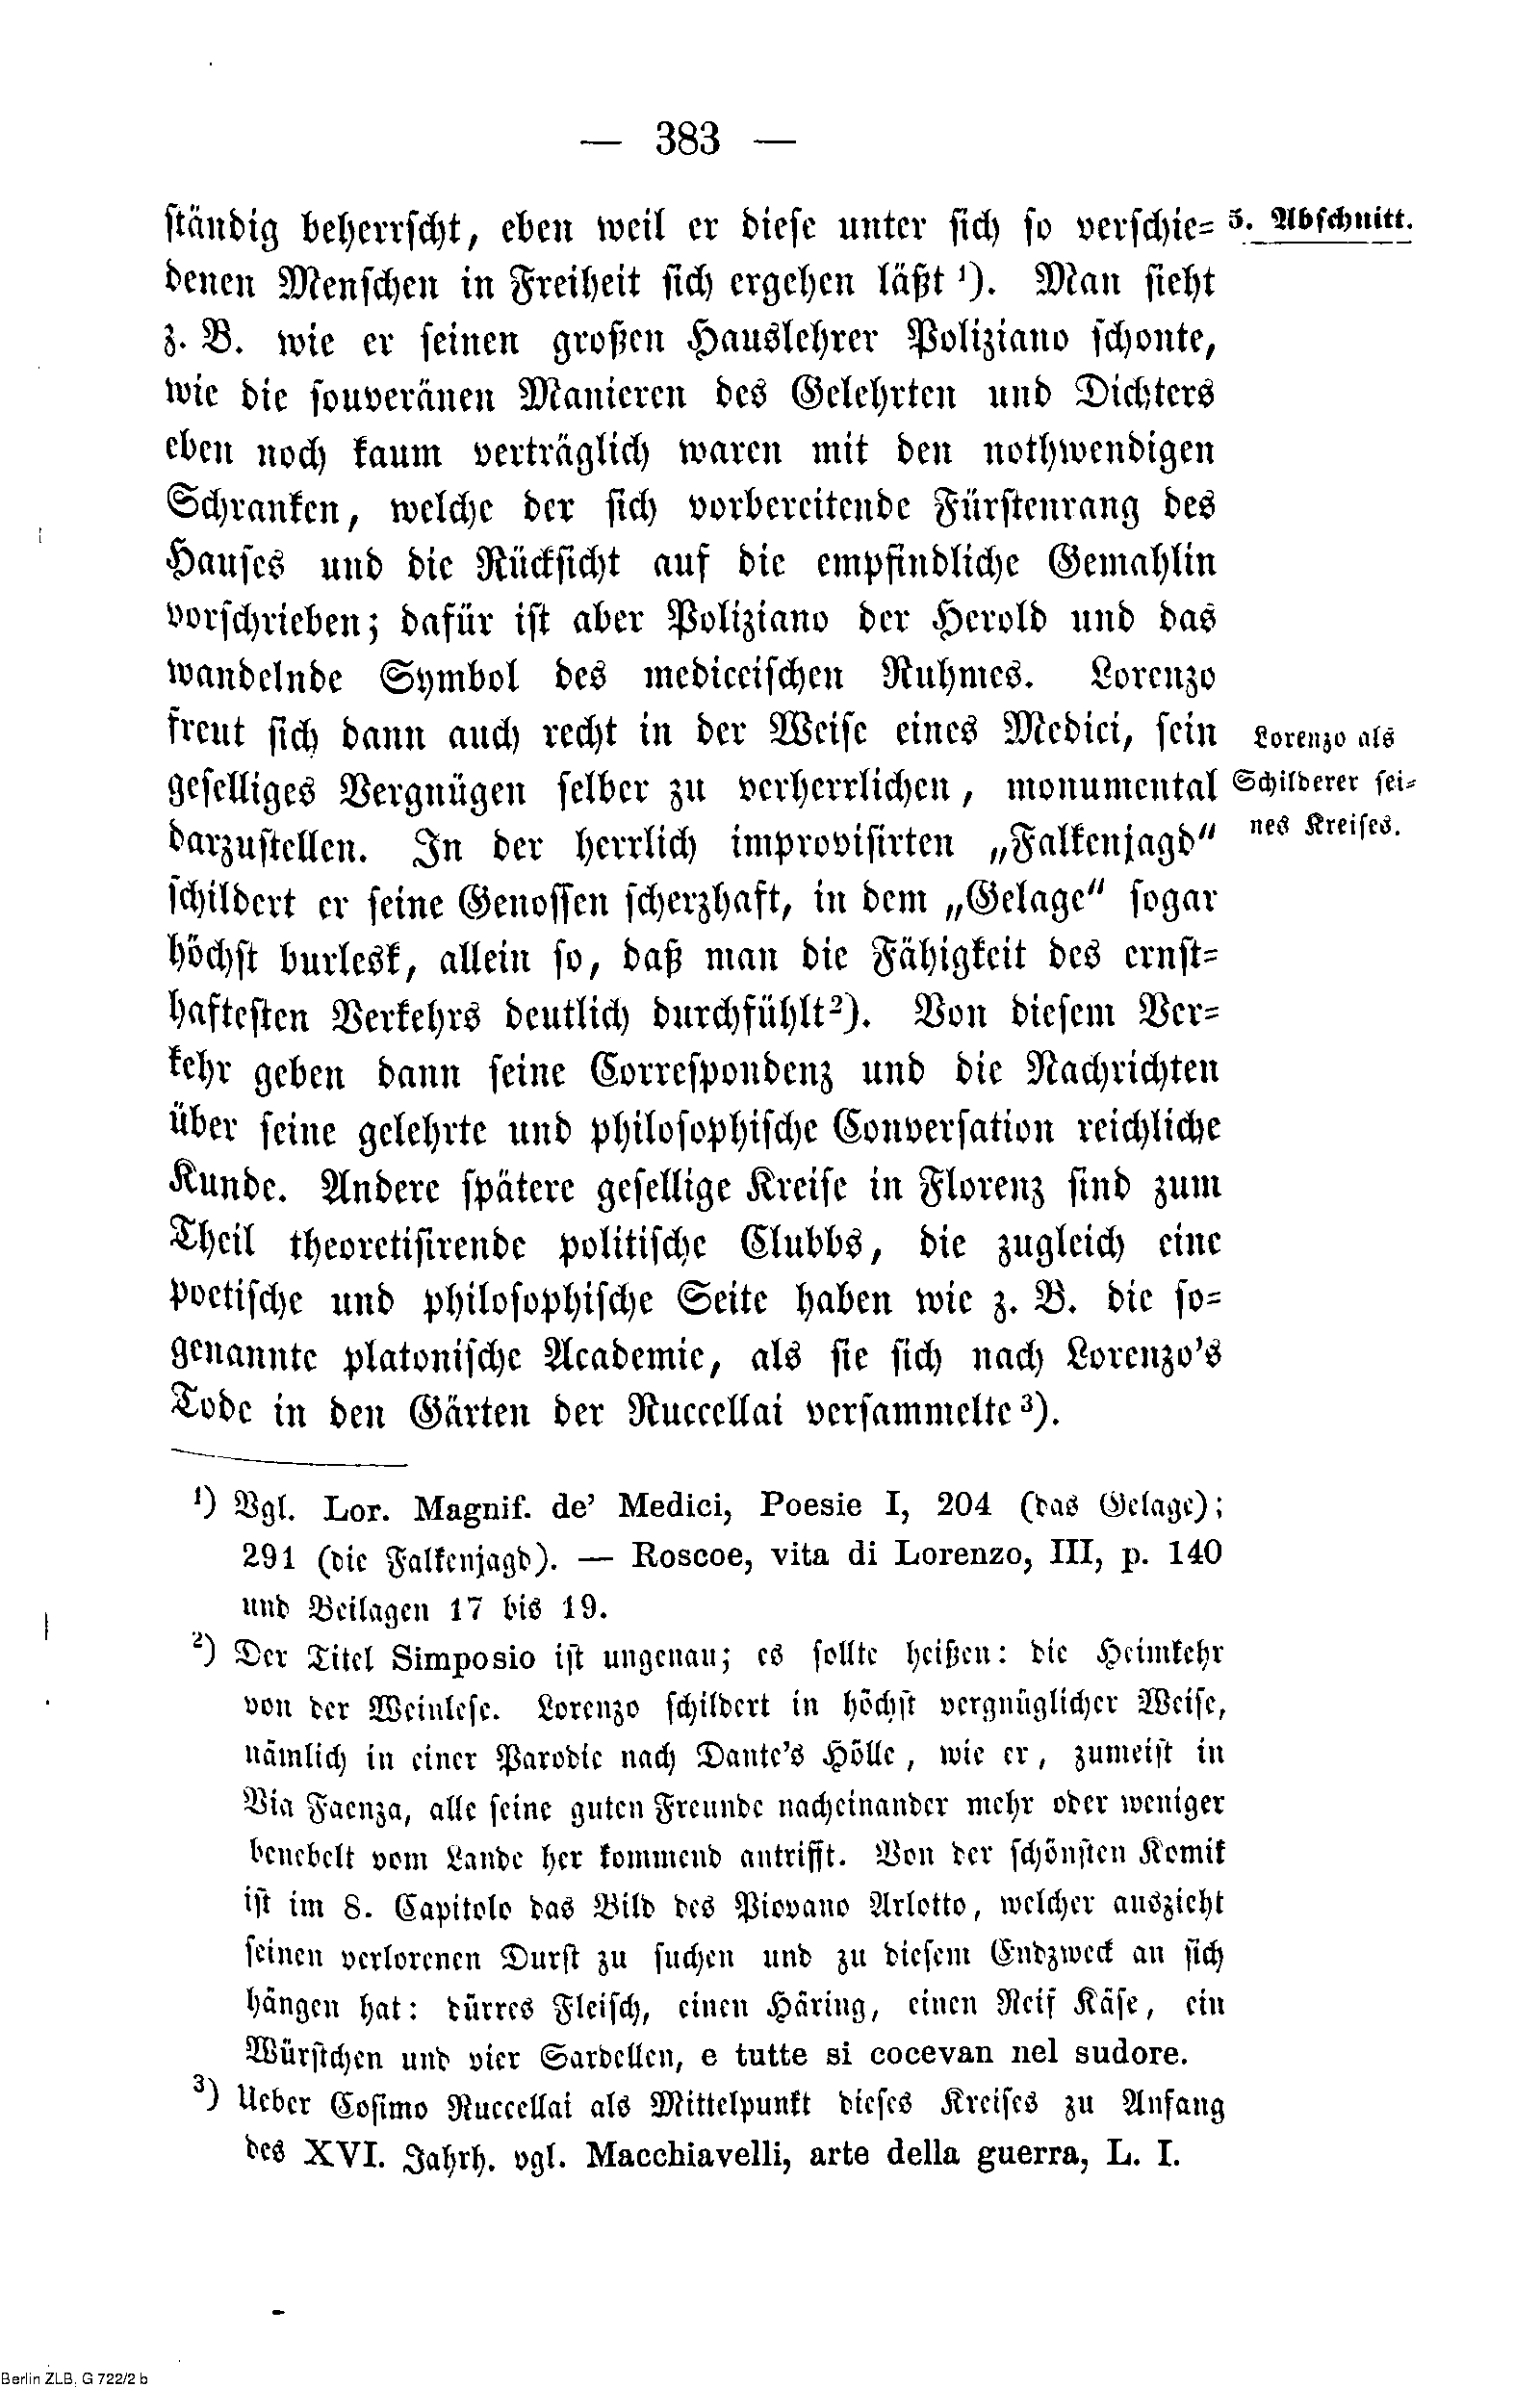 — 383 —
ständig beherrscht, eben weil er diese unter sich so verschie-
5. Abschnitt.
denen Menschen in Freiheit sich ergehen läßt ¹). Man sieht
z. B. wie er seinen großen Hauslehrer Poliziano schonte,
wie die souveränen Manieren des Gelehrten und Dichters
eben noch kaum verträglich waren mit den nothwendigen
Schranken, welche der sich vorbereitende Fürstenrang des
Hauses und die Rücksicht auf die empfindliche Gemahlin
vorschrieben; dafür ist aber Poliziano der Herold und das
wandelnde Symbol des mediceischen Ruhmes. Lorenzo
freut sich dann auch recht in der Weise eines Medici, sein
geselliges Vergnügen selber zu verherrlichen, monumental
darzustellen. In der herrlich improvisirten „Falkenjagd“
Lorenzo als
Schilderer sei-
nes Kreises.
schildert er seine Genossen scherzhaft, in dem „Gelage“ sogar
höchst burlesk, allein so, daß man die Fähigkeit des ernst-
haftesten Verkehrs deutlich durchfühlt²). Von diesem Ver-
kehr geben dann seine Correspondenz und die Nachrichten
über seine gelehrte und philosophische Conversation reichliche
Kunde. Andere spätere gesellige Kreise in Florenz sind zum
Theil theoretisirende politische Clubbs, die zugleich eine
poetische und philosophische Seite haben wie z. B. die so-
genannte platonische Academie, als sie sich nach Lorenzo's
Tode in den Gärten der Ruccellai versammelte ³).
¹) Vgl. Lor. Magnif. de' Medici, Poesie I, 204 (das Gelage);
291 (die Falkenjagd). — Roscoe, vita di Lorenzo, III, p. 140
und Beilagen 17 bis 19.
²) Der Titel Simposio ist ungenau; es sollte heißen: die Heimkehr
von der Weinlese. Lorenzo schildert in höchst vergnüglicher Weise,
nämlich in einer Parodie nach Dante's Hölle, wie er, zumeist in
Via Faenza, alle seine guten Freunde nacheinander mehr oder weniger
benebelt vom Lande her kommend antrifft. Von der schönsten Komik
ist im 8. Capitolo das Bild des Piovano Arlotto, welcher auszieht
seinen verlorenen Durst zu suchen und zu diesem Endzweck an sich
hängen hat: dürres Fleisch, einen Häring, einen Reif Käse, ein
Würstchen und vier Sardellen, e tutte si cocevan nel sudore.
³) Ueber Cosimo Ruccellai als Mittelpunkt dieses Kreises zu Anfang
des XVI. Jahrh. vgl. Macchiavelli, arte della guerra, L. I.
Berlin ZLB, G 722/2 b